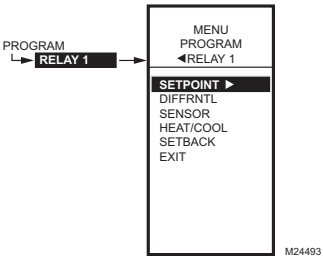 PROGRAM
RELAY 1
MENU
PROGRAM
◄RELAY 1
SETPOINT ►
DIFFRNTL
SENSOR
HEAT/COOL
SETBACK
EXIT
M24493